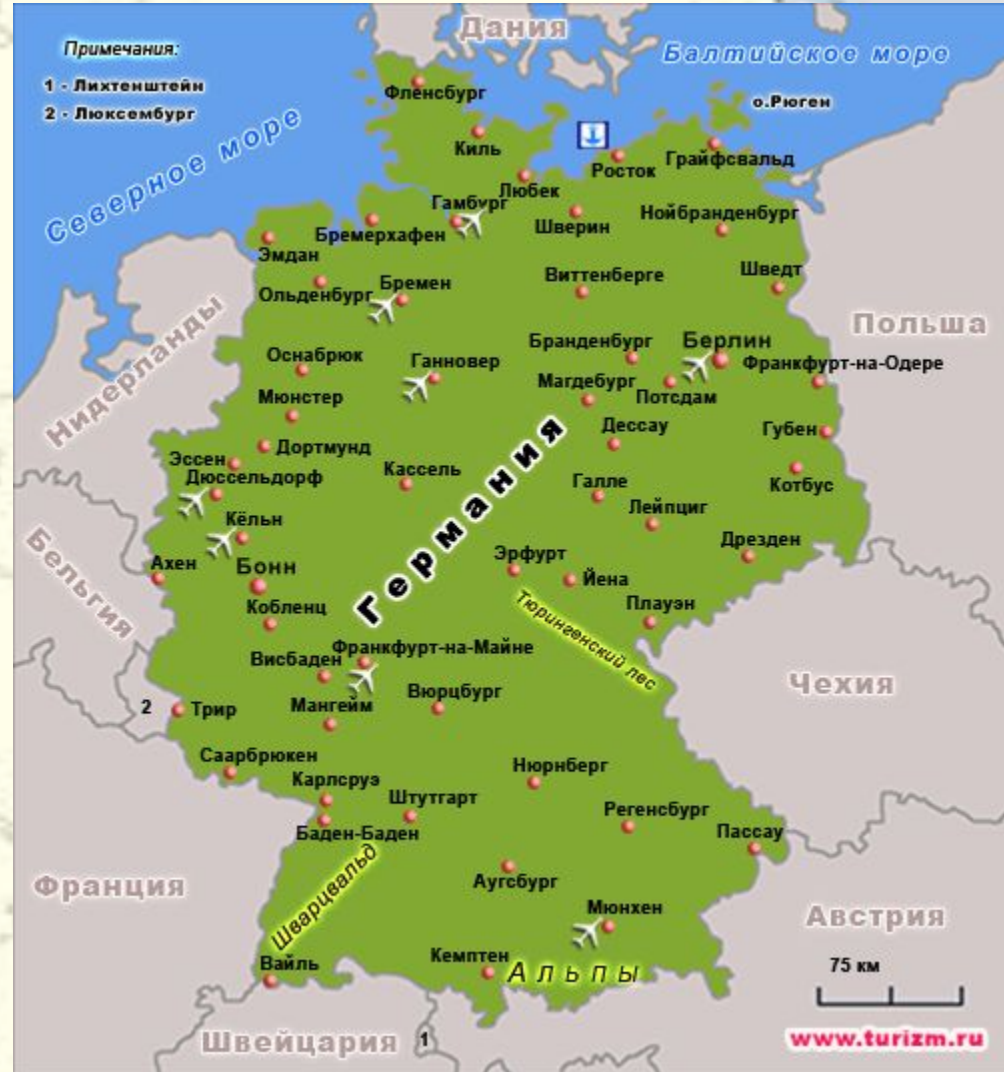 Дания
Примечания:
Балтийское море
1 - Лихтенштейн
2 - Люксембург
Фленсбург
о.Рюген
Северное море
Киль
Росток
Грайфсвальд
Любек
Гамбург
Шверин
Нойбранденбург
Бремерхафен
Эмдан
Ольденбург
Бремен
Виттенберге
Шведт
Нидерланды
Польша
Оснабрюк
Ганновер
Бранденбург
Берлин
Франкфурт-на-Одере
Магдебург
Потсдам
Мюнстер
Дессау
Губен
Дортмунд
Эссен
Дюссельдорф
Кассель
Германия
Галле
Котбус
Лейпциг
Кёльн
Бельгия
Дрезден
Ахен
Бонн
Эрфурт
Йена
Кобленц
Тюрингенский лес
Плауэн
Франкфурт-на-Майне
Висбаден
Чехия
2
Трир
Мангейм
Вюрцбург
Саарбрюкен
Нюрнберг
Карлсруэ
Штутгарт
Регенсбург
Баден-Баден
Пассау
Франция
Шварцвальд
Аугсбург
Мюнхен
Австрия
Вайль
Кемптен
Альпы
75 км
Швейцария
1
www.turizm.ru